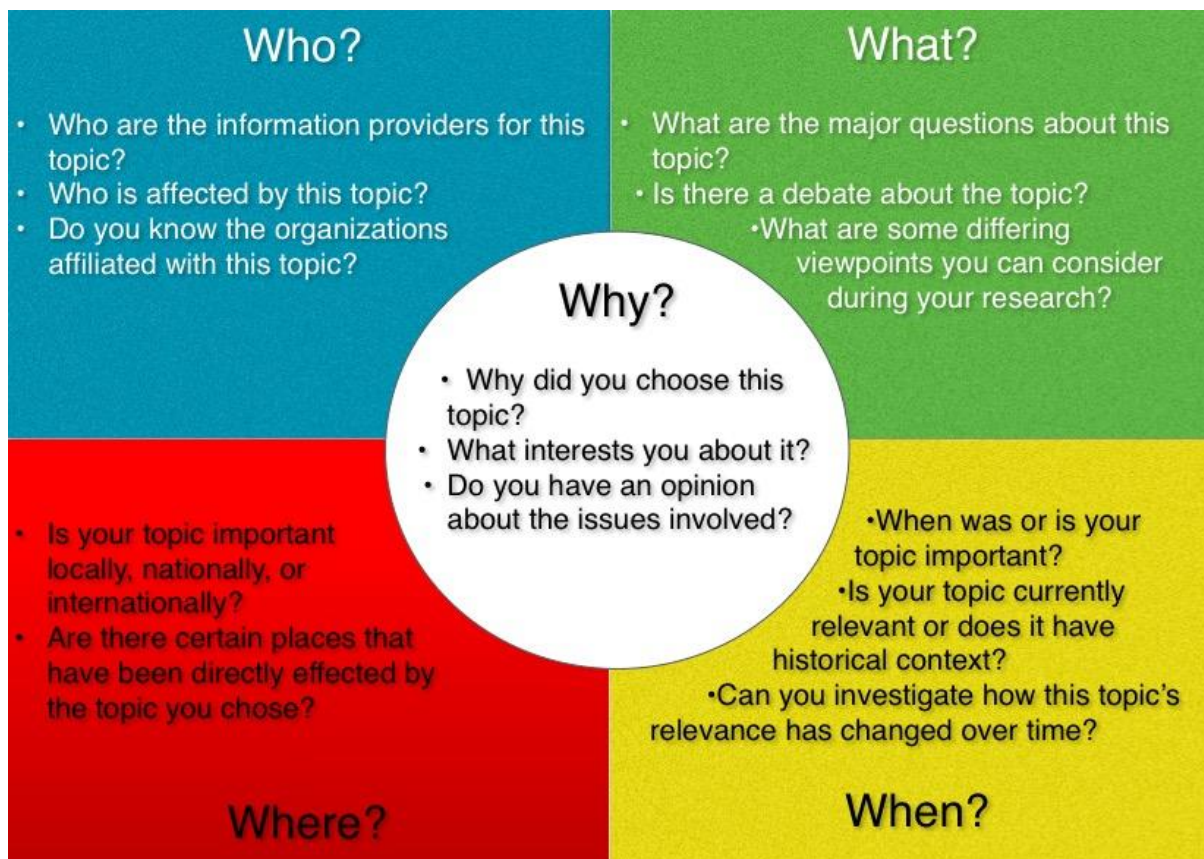 Who?
• Who are the information providers for this
topic?
• Who is affected by this topic?
• Do you know the organizations
affiliated with this topic?
What?
• What are the major questions about this
topic?
• Is there a debate about the topic?
•What are some differing
viewpoints you can consider
during your research?
Why?
• Why did you choose this
topic?
• What interests you about it?
• Do you have an opinion
about the issues involved?
• Is your topic important
locally, nationally, or
internationally?
• Are there certain places that
have been directly effected by
the topic you chose?
Where?
•When was or is your
topic important?
•Is your topic currently
relevant or does it have
historical context?
•Can you investigate how this topic's
relevance has changed over time?
When?